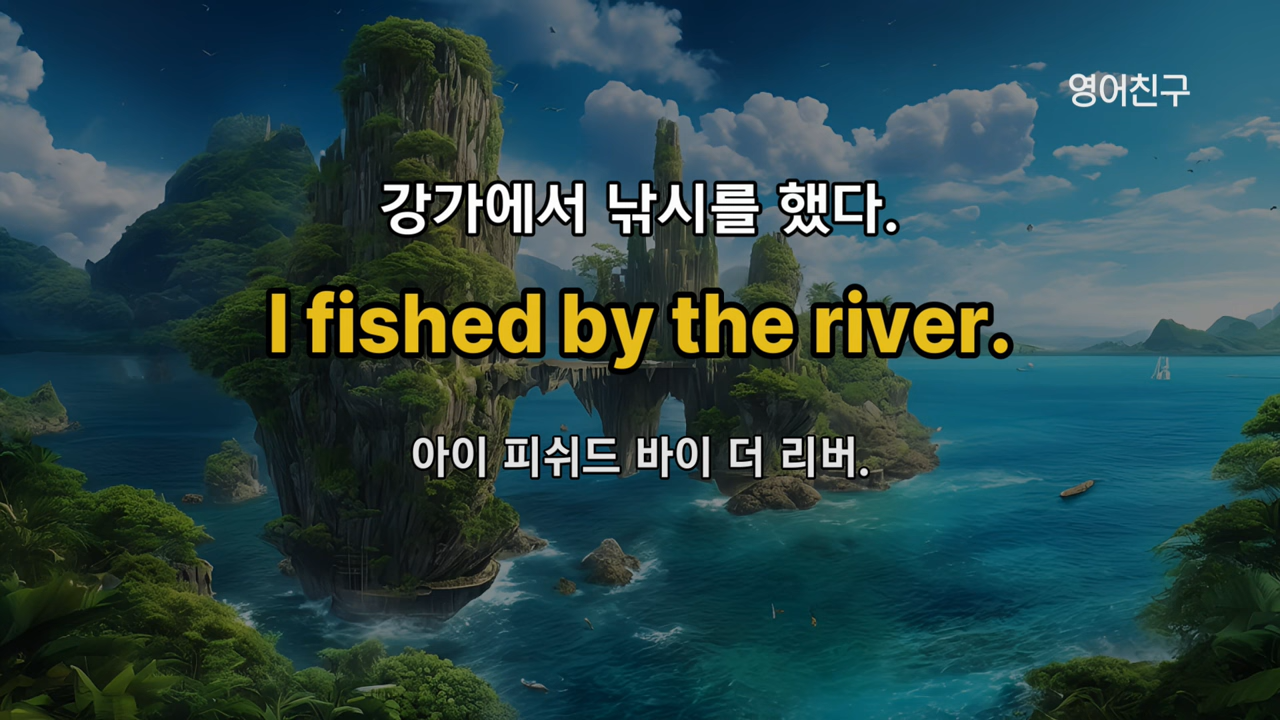 영어친구
강가에서 낚시를 했다.
I fished by the river.
아이 피쉬드 바이 더 리버.